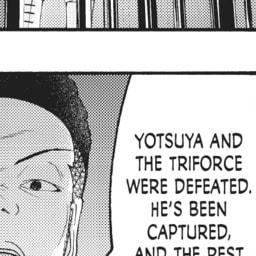 YOTSUYA AND
THE TRIFORCE
WERE DEFEATED.
HE'S BEEN
CAPTURED,
AND THE REST